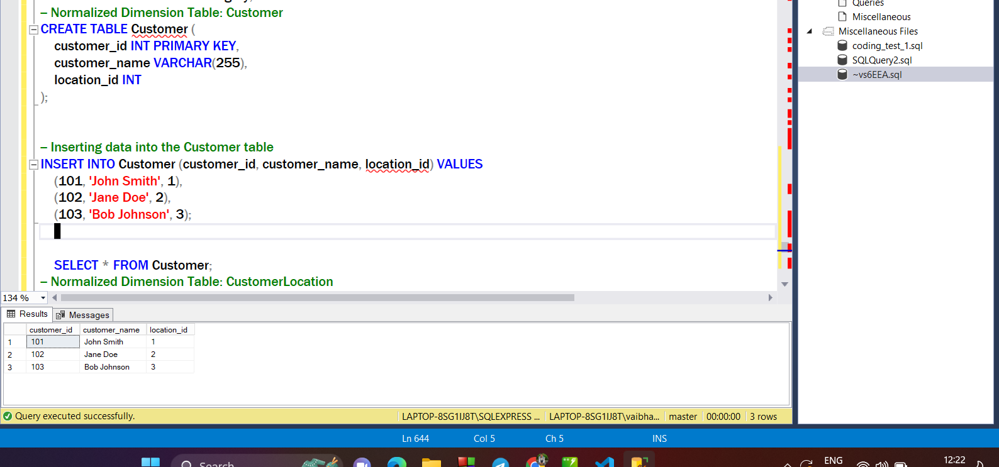 – Normalized Dimension Table: Customer
CREATE TABLE Customer (
customer_id INT PRIMARY KEY,
customer_name VARCHAR(255),
location_id INT
);
– Inserting data into the Customer table
INSERT INTO Customer (customer_id, customer_name, location_id) VALUES
(101, 'John Smith', 1),
(102, 'Jane Doe', 2),
(103, 'Bob Johnson', 3);
SELECT * FROM Customer;
– Normalized Dimension Table: CustomerLocation
134 %
Results Messages
customer_id customer_name location_id
1 101 John Smith 1
2 102 Jane Doe 2
3 103 Bob Johnson 3
Query executed successfully. LAPTOP-8SG1IJ8T\SQLEXPRESS ... LAPTOP-8SG1IJ8T\vaibha... master 00:00:00 3 rows
Queries
Miscellaneous
Miscellaneous Files
coding_test_1.sql
SQLQuery2.sql
~vs6EEA.sql
Ln 644 Col 5 Ch 5 INS
Search
ENG
12:22